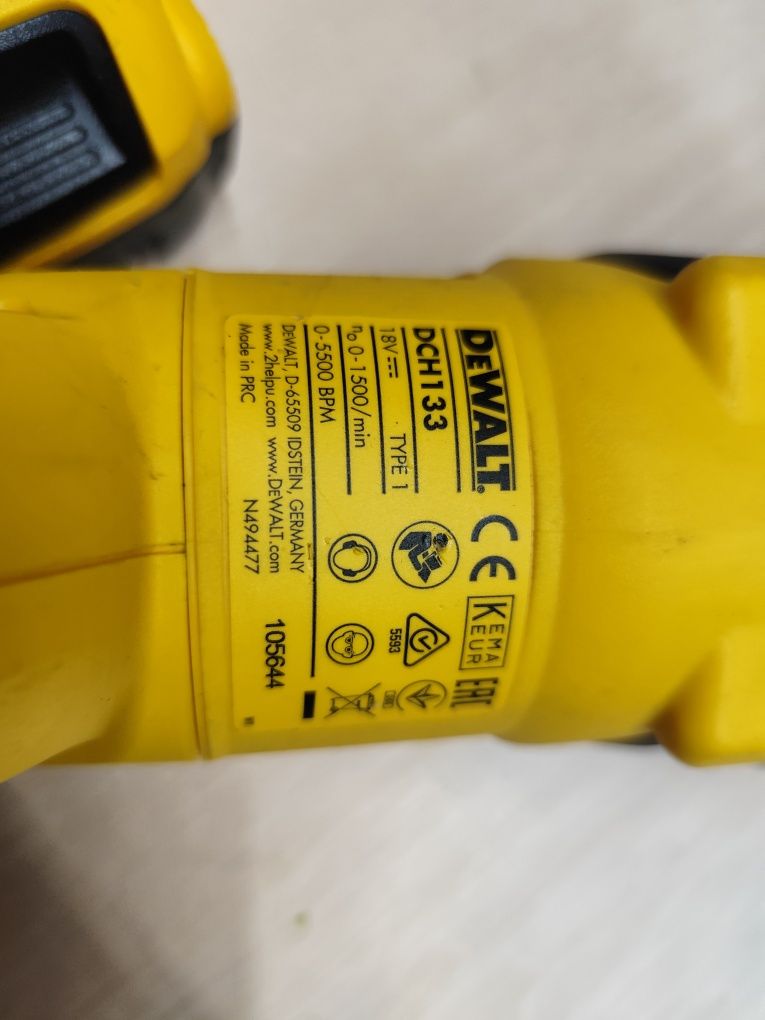 DEWALT®
DCH133
18V⎓ TYPE 1
n₀ 0-1500/min
0-5500 BPM
DEWALT, D-65509 IDSTEIN, GERMANY
www.2helpu.com www.DEWALT.com
Made in PRC N494477
CE
KEMA
KEUR
EAC
5593
105644